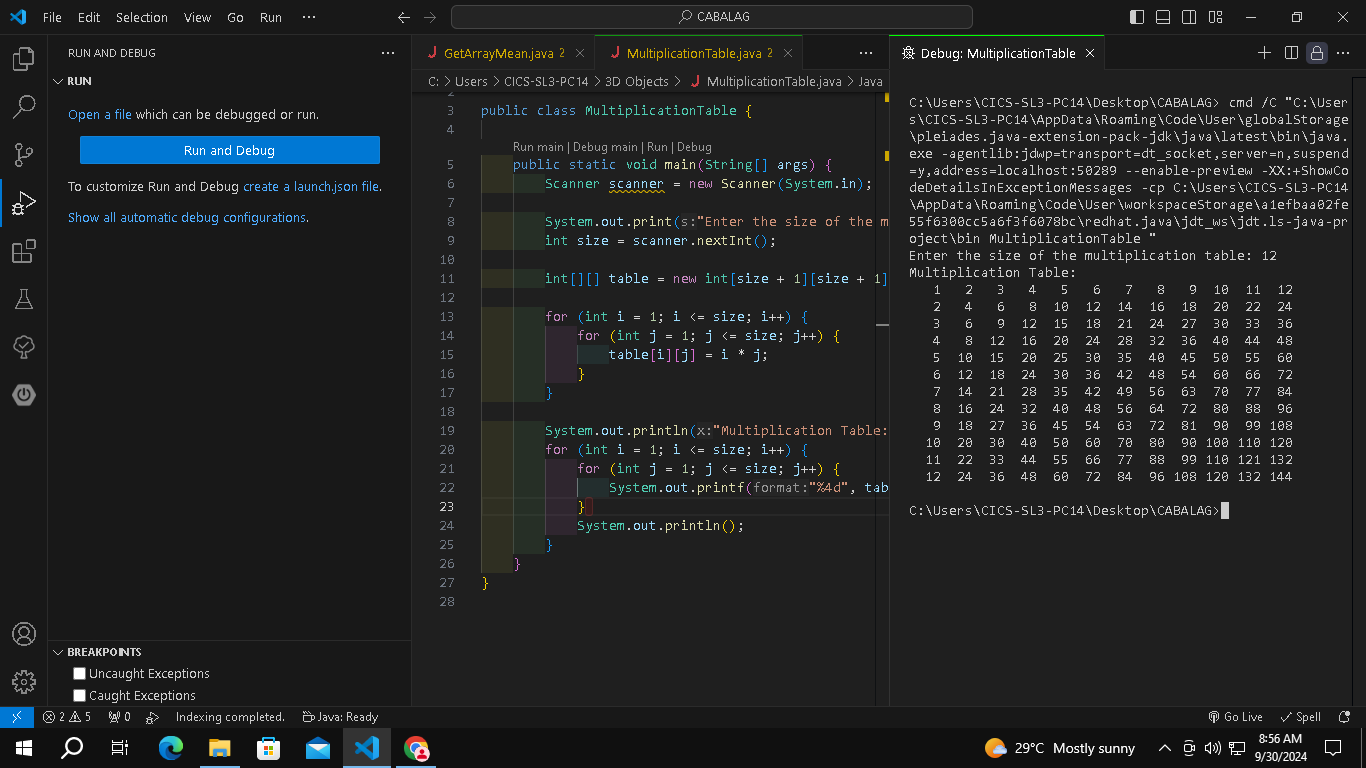 File Edit Selection View Go Run ··· CABALAG
RUN AND DEBUG ···
RUN
Open a file which can be debugged or run.
Run and Debug
To customize Run and Debug create a launch.json file.
Show all automatic debug configurations.
BREAKPOINTS
Uncaught Exceptions
Caught Exceptions
GetArrayMean.java 2 MultiplicationTable.java 2 ···
C: > Users > CICS-SL3-PC14 > 3D Objects > MultiplicationTable.java > Java
3 public class MultiplicationTable {
4
Run main | Debug main | Run | Debug
5 public static void main(String[] args) {
6 Scanner scanner = new Scanner(System.in);
7
8 System.out.print(s:"Enter the size of the m
9 int size = scanner.nextInt();
10
11 int[][] table = new int[size + 1][size + 1]
12
13 for (int i = 1; i <= size; i++) {
14 for (int j = 1; j <= size; j++) {
15 table[i][j] = i * j;
16 }
17 }
18
19 System.out.println(x:"Multiplication Table:
20 for (int i = 1; i <= size; i++) {
21 for (int j = 1; j <= size; j++) {
22 System.out.printf(format:"%4d", tab
23 }
24 System.out.println();
25 }
26 }
27 }
28
Debug: MultiplicationTable
C:\Users\CICS-SL3-PC14\Desktop\CABALAG> cmd /C "C:\User
s\CICS-SL3-PC14\AppData\Roaming\Code\User\globalStorage
\pleiades.java-extension-pack-jdk\java\latest\bin\java.
exe -agentlib:jdwp=transport=dt_socket,server=n,suspend
=y,address=localhost:50289 --enable-preview -XX:+ShowCo
deDetailsInExceptionMessages -cp C:\Users\CICS-SL3-PC14
\AppData\Roaming\Code\User\workspaceStorage\a1efbaa02fe
55f6300cc5a6f3f6078bc\redhat.java\jdt_ws\jdt.ls-java-pr
oject\bin MultiplicationTable "
Enter the size of the multiplication table: 12
Multiplication Table:
1 2 3 4 5 6 7 8 9 10 11 12
2 4 6 8 10 12 14 16 18 20 22 24
3 6 9 12 15 18 21 24 27 30 33 36
4 8 12 16 20 24 28 32 36 40 44 48
5 10 15 20 25 30 35 40 45 50 55 60
6 12 18 24 30 36 42 48 54 60 66 72
7 14 21 28 35 42 49 56 63 70 77 84
8 16 24 32 40 48 56 64 72 80 88 96
9 18 27 36 45 54 63 72 81 90 99 108
10 20 30 40 50 60 70 80 90 100 110 120
11 22 33 44 55 66 77 88 99 110 121 132
12 24 36 48 60 72 84 96 108 120 132 144
C:\Users\CICS-SL3-PC14\Desktop\CABALAG>
2 5 0 Indexing completed. Java: Ready Go Live Spell
29°C Mostly sunny 8:56 AM
9/30/2024